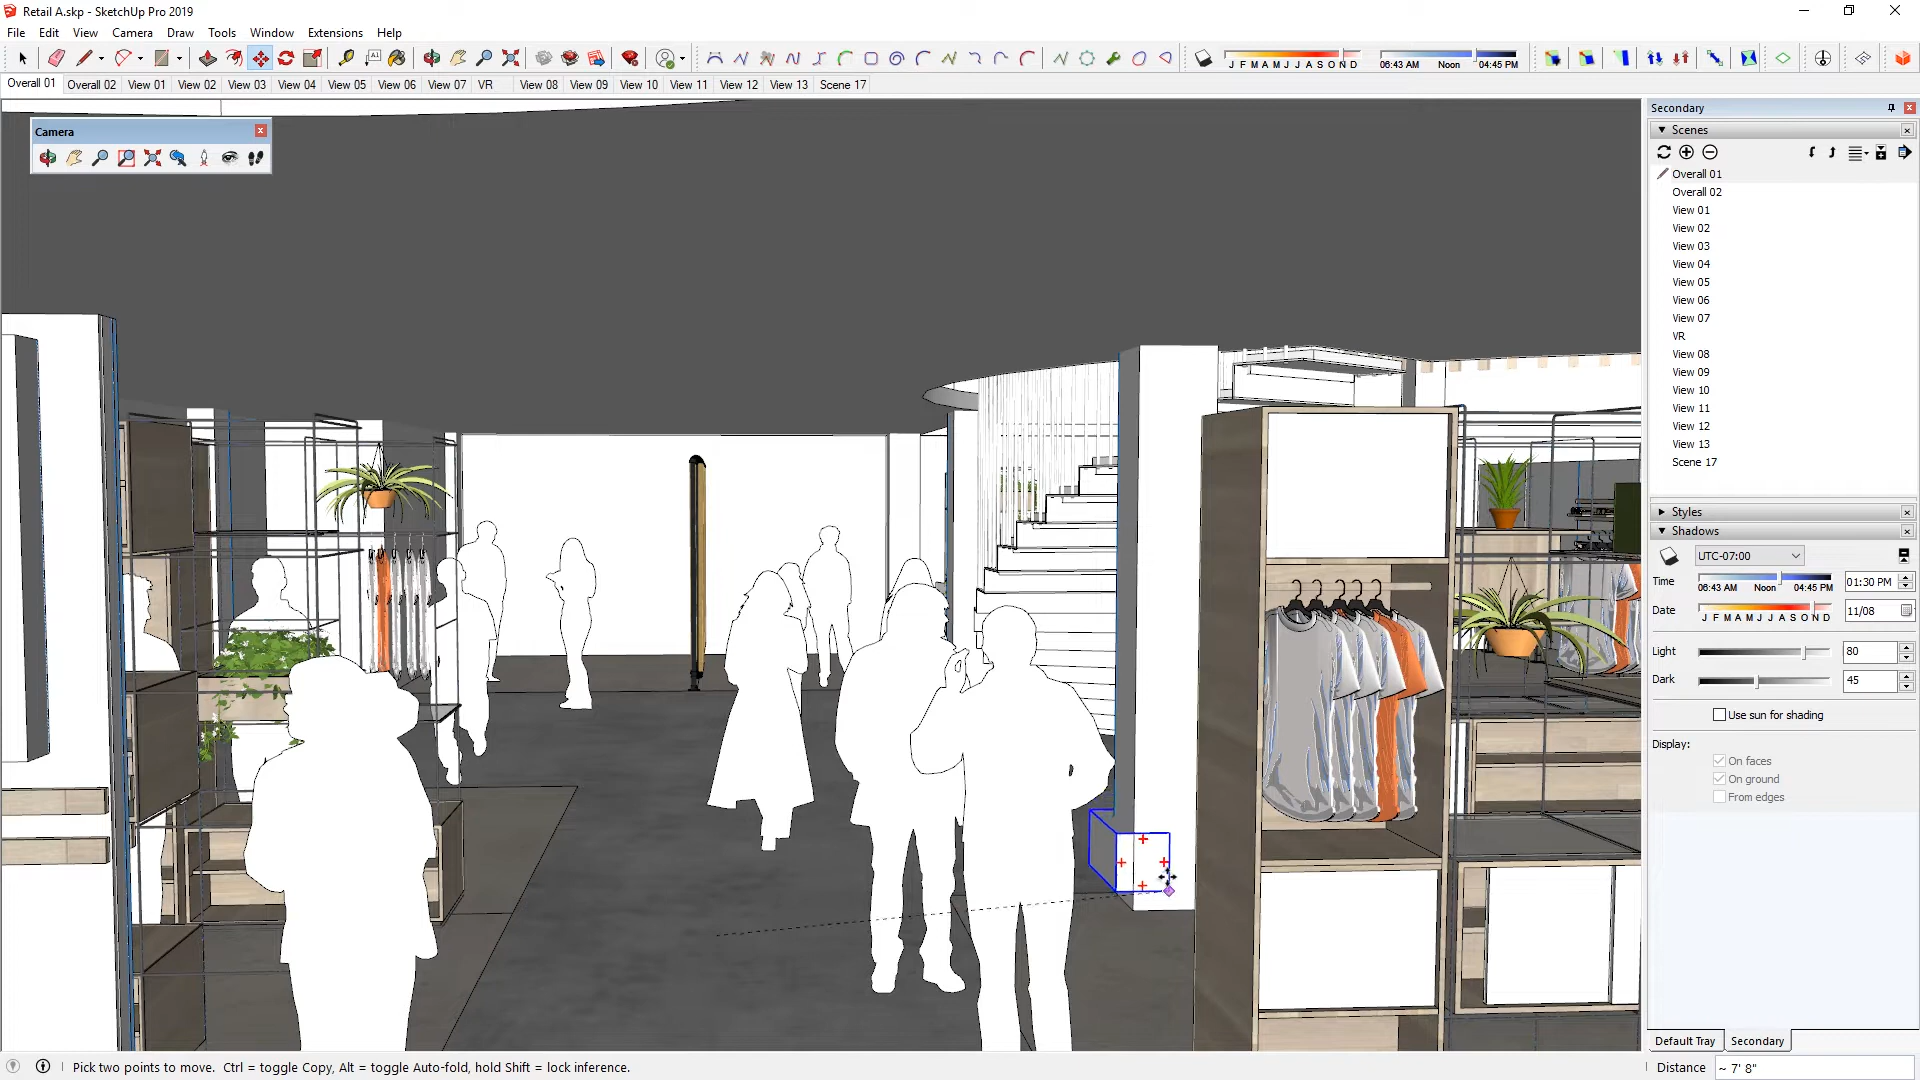 Retail A.skp - SketchUp Pro 2019
File Edit View Camera Draw Tools Window Extensions Help
A1
J F M A M J J A S O N D
06:43 AM Noon 04:45 PM
Overall 01 Overall 02 View 01 View 02 View 03 View 04 View 05 View 06 View 07 VR View 08 View 09 View 10 View 11 View 12 View 13 Scene 17
Camera
Secondary
Scenes
Overall 01
Overall 02
View 01
View 02
View 03
View 04
View 05
View 06
View 07
VR
View 08
View 09
View 10
View 11
View 12
View 13
Scene 17
Styles
Shadows
UTC-07:00
Time 06:43 AM Noon 04:45 PM 01:30 PM
Date J F M A M J J A S O N D 11/08
Light 80
Dark 45
Use sun for shading
Display:
On faces
On ground
From edges
Default Tray Secondary
Pick two points to move. Ctrl = toggle Copy, Alt = toggle Auto-fold, hold Shift = lock inference.
Distance ~ 7' 8"